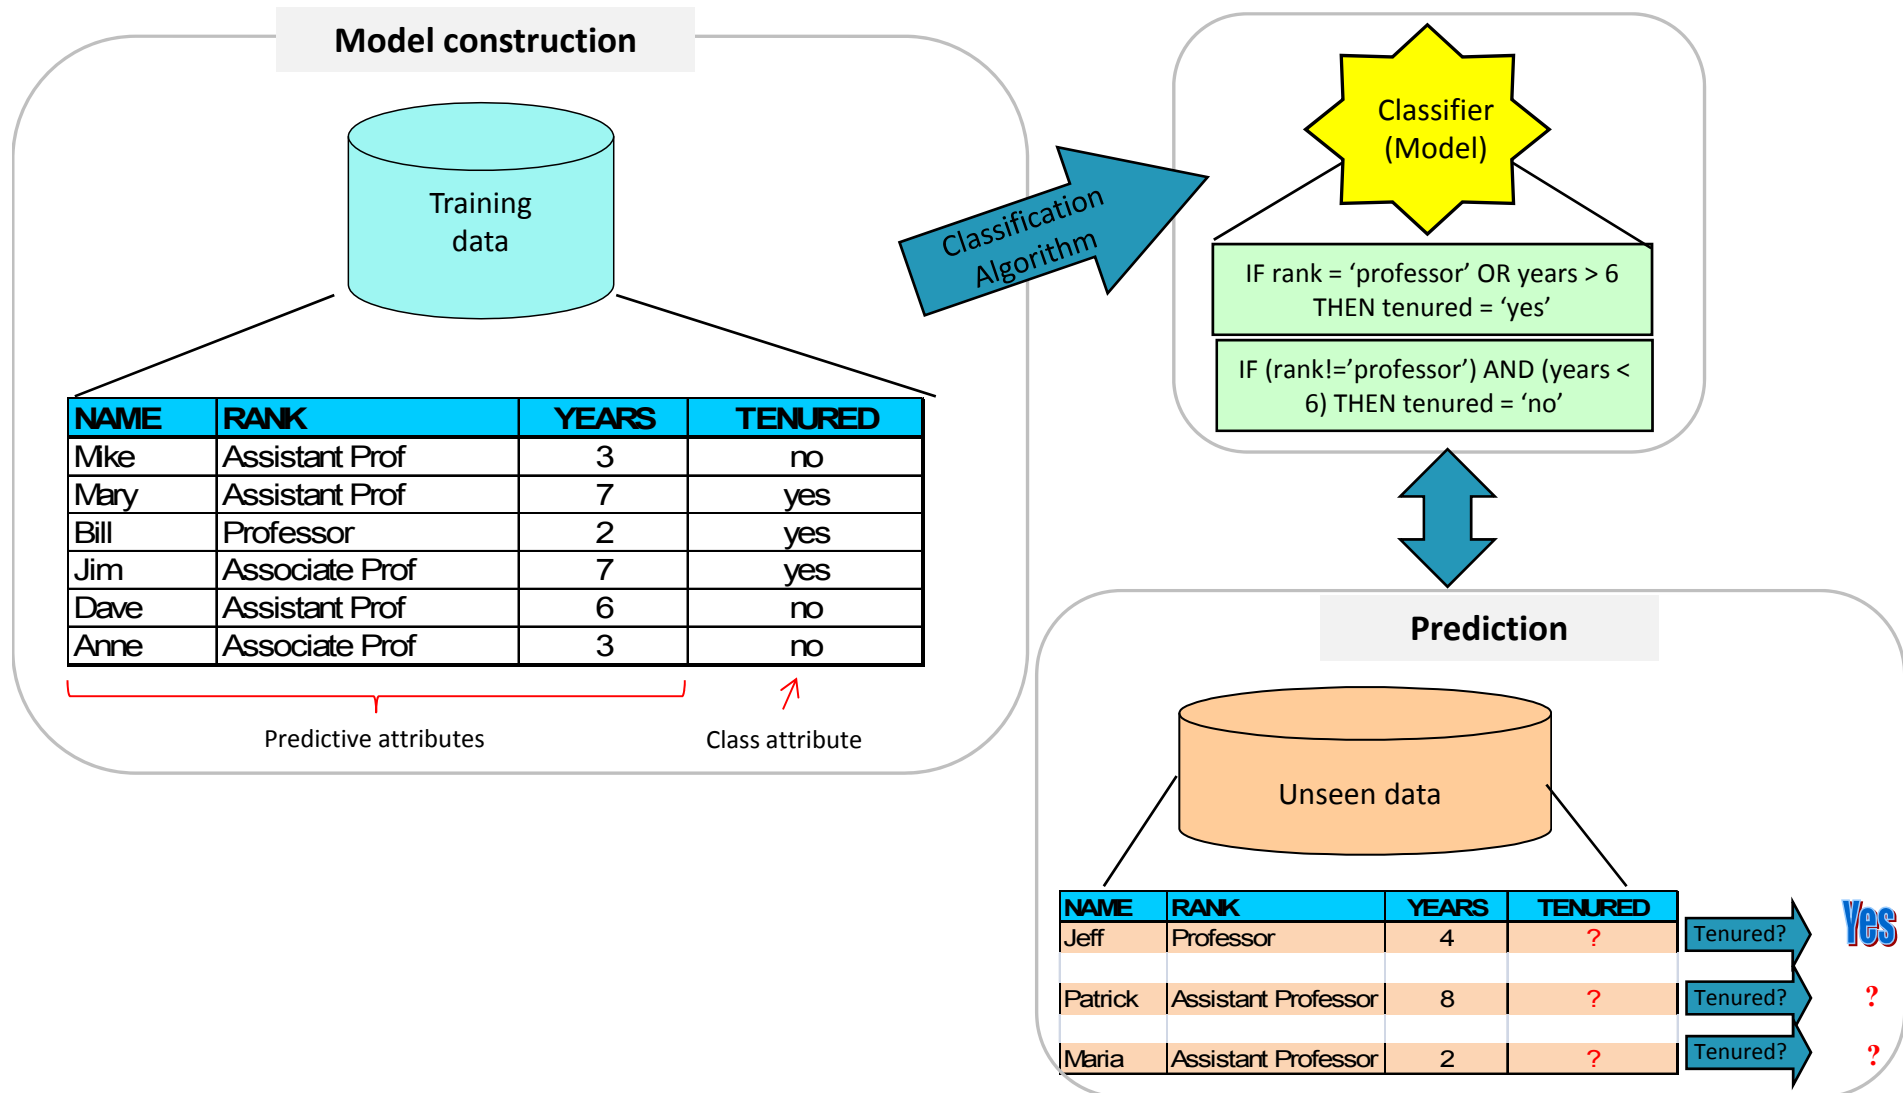 Model construction
Training
data
NAME RANK YEARS TENURED
Mike Assistant Prof 3 no
Mary Assistant Prof 7 yes
Bill Professor 2 yes
Jim Associate Prof 7 yes
Dave Assistant Prof 6 no
Anne Associate Prof 3 no
Predictive attributes
Class attribute
Classification
Algorithm
Classifier
(Model)
IF rank = ‘professor’ OR years > 6
THEN tenured = ‘yes’
IF (rank!=’professor’) AND (years <
6) THEN tenured = ‘no’
Prediction
Unseen data
NAME RANK YEARS TENURED
Jeff Professor 4 ? Tenured? Yes
Patrick Assistant Professor 8 ? Tenured? ?
Maria Assistant Professor 2 ? Tenured? ?